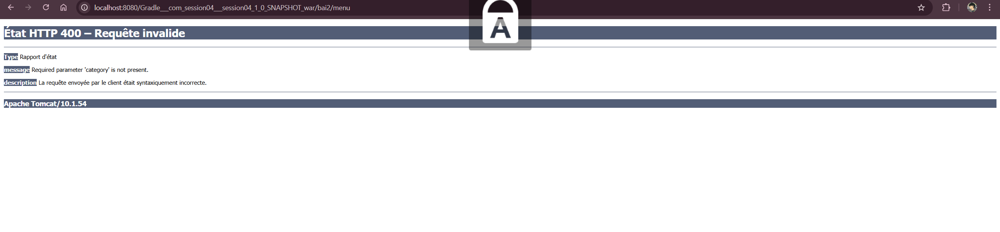 localhost:8080/Gradle___com_session04___session04_1_0_SNAPSHOT_war/bai2/menu
A
État HTTP 400 – Requête invalide
Type Rapport d'état
message Required parameter 'category' is not present.
description La requête envoyée par le client était syntaxiquement incorrecte.
Apache Tomcat/10.1.54